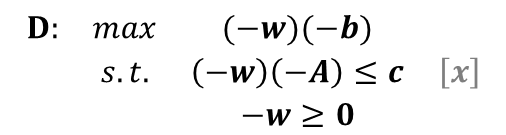 D: max (−w)(−b)
s.t. (−w)(−A) ≤ c [x]
−w ≥ 0